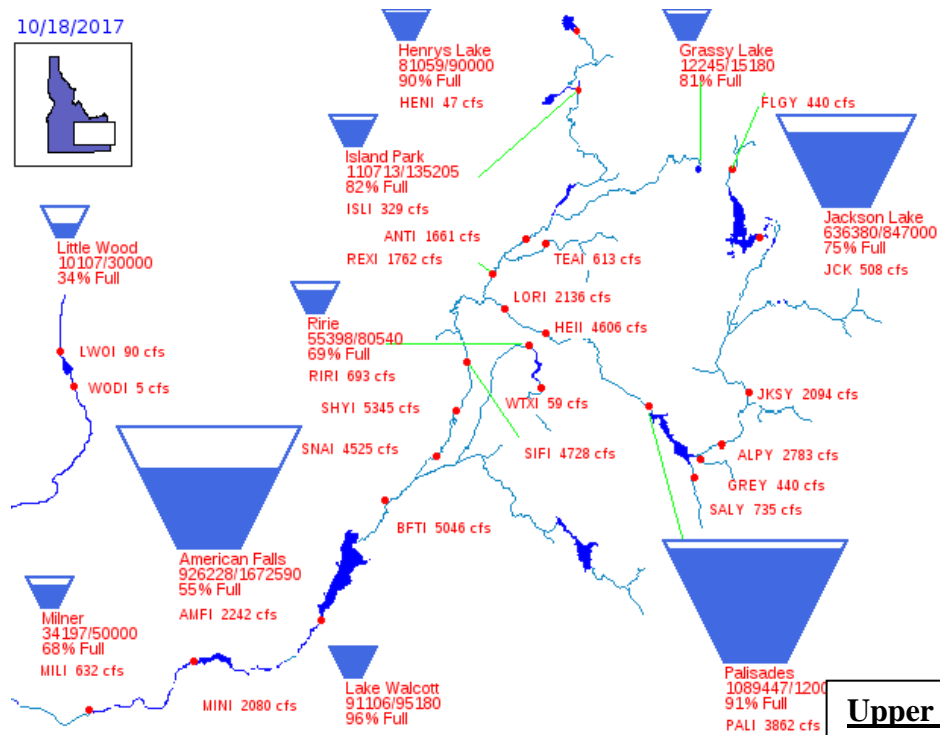 10/18/2017
Henrys Lake
81059/90000
90% Full
HENI 47 cfs
Grassy Lake
12245/15180
81% Full
FLGY 440 cfs
Island Park
110713/135205
82% Full
ISLI 329 cfs
Jackson Lake
636380/847000
75% Full
JCK 508 cfs
Little Wood
10107/30000
34% Full
ANTI 1661 cfs
REXI 1762 cfs
TEAI 613 cfs
LORI 2136 cfs
HEII 4606 cfs
Ririe
55398/80540
69% Full
RIRI 693 cfs
LWOI 90 cfs
WODI 5 cfs
SHYI 5345 cfs
WTXI 59 cfs
JKSY 2094 cfs
SNAI 4525 cfs
SIFI 4728 cfs
ALPY 2783 cfs
GREY 440 cfs
SALY 735 cfs
BFTI 5046 cfs
American Falls
926228/1672590
55% Full
AMFI 2242 cfs
Milner
34197/50000
68% Full
MILI 632 cfs
MINI 2080 cfs
Lake Walcott
91106/95180
96% Full
Palisades
1089447/1200
91% Full
PALI 3862 cfs
Upper